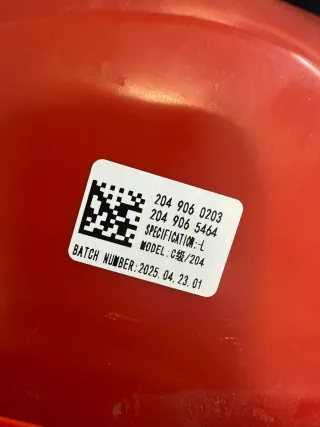 204 906 0203
204 906 5464
SPECIFICATION:-L
MODEL.C级/204
BATCH NUMBER:2025.04.23.01